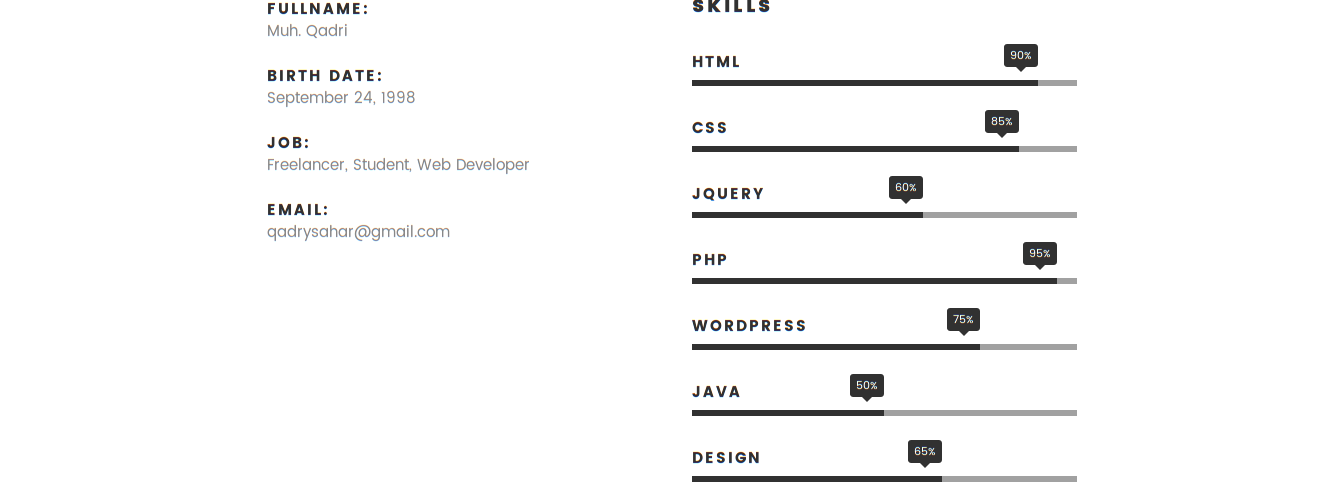 FULLNAME:
Muh. Qadri
BIRTH DATE:
September 24, 1998
JOB:
Freelancer, Student, Web Developer
EMAIL:
qadrysahar@gmail.com
SKILLS
HTML
90%
CSS
85%
JQUERY
60%
PHP
95%
WORDPRESS
75%
JAVA
50%
DESIGN
65%